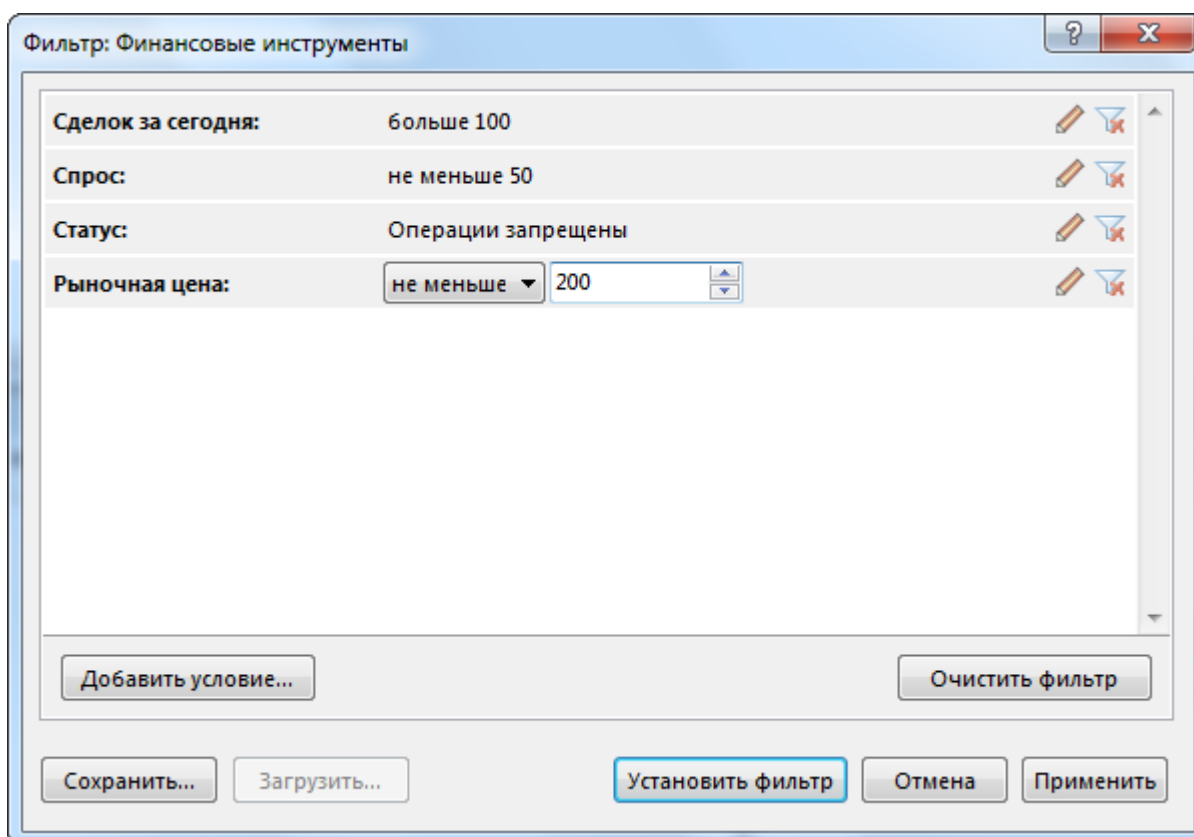 Фильтр: Финансовые инструменты
Сделок за сегодня: больше 100
Спрос: не меньше 50
Статус: Операции запрещены
Рыночная цена: не меньше 200
Добавить условие... Очистить фильтр
Сохранить... Загрузить... Установить фильтр Отмена Применить